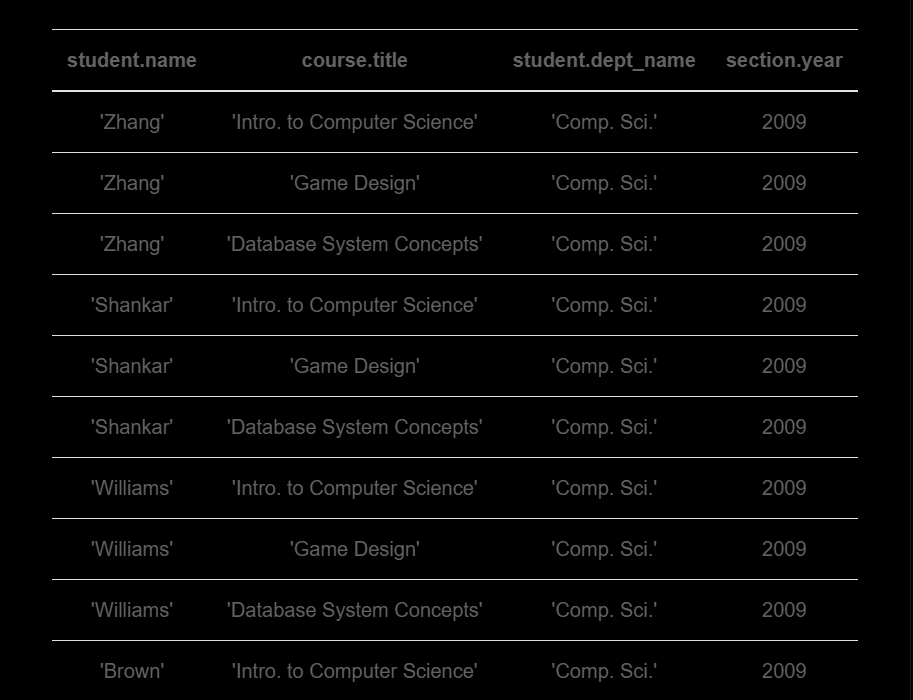 student.name course.title student.dept_name section.year
'Zhang' 'Intro. to Computer Science' 'Comp. Sci.' 2009
'Zhang' 'Game Design' 'Comp. Sci.' 2009
'Zhang' 'Database System Concepts' 'Comp. Sci.' 2009
'Shankar' 'Intro. to Computer Science' 'Comp. Sci.' 2009
'Shankar' 'Game Design' 'Comp. Sci.' 2009
'Shankar' 'Database System Concepts' 'Comp. Sci.' 2009
'Williams' 'Intro. to Computer Science' 'Comp. Sci.' 2009
'Williams' 'Game Design' 'Comp. Sci.' 2009
'Williams' 'Database System Concepts' 'Comp. Sci.' 2009
'Brown' 'Intro. to Computer Science' 'Comp. Sci.' 2009